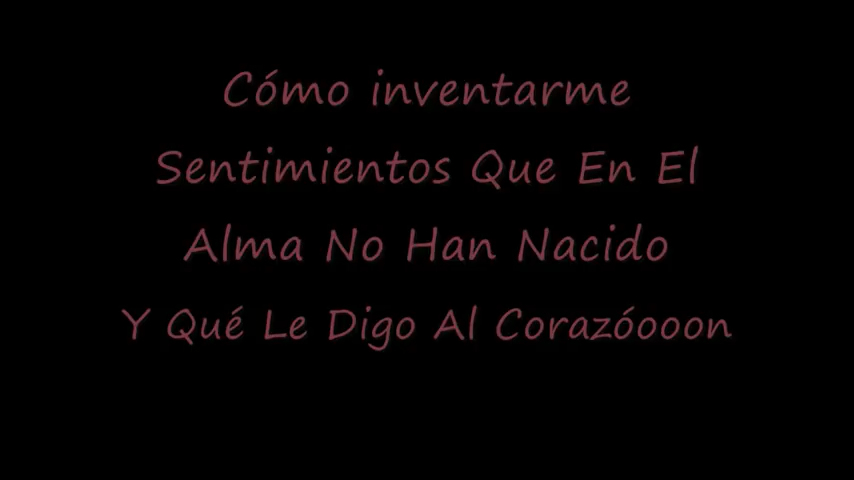 Cómo inventarme
Sentimientos Que En El
Alma No Han Nacido
Y Qué Le Digo Al Corazóooon